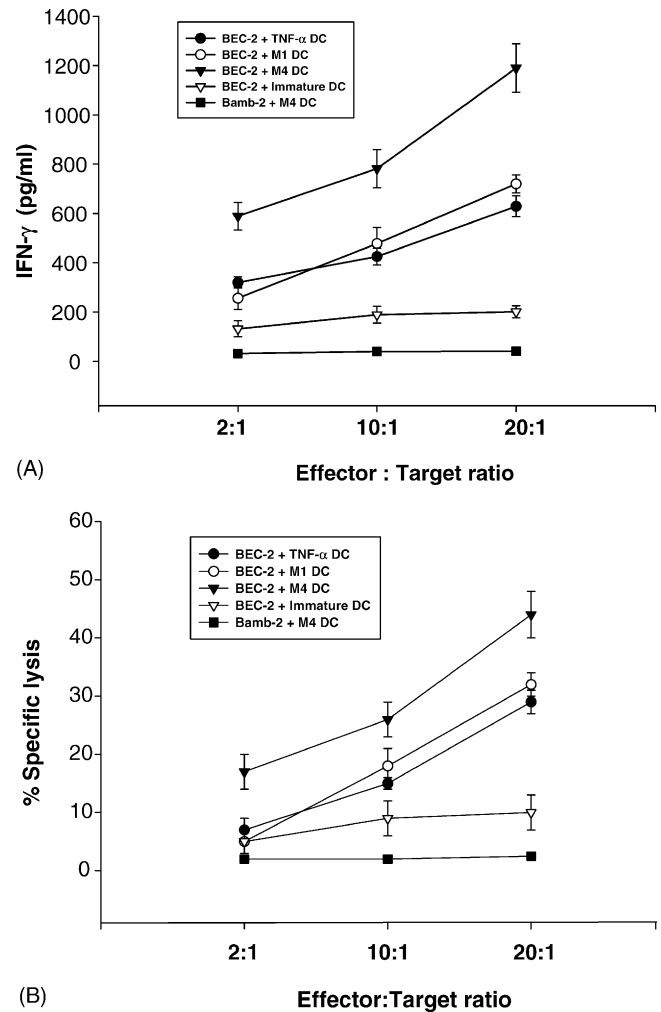 1400
1200
1000
800
600
400
200
0
IFN-γ (pg/ml)
BEC-2 + TNF-α DC
BEC-2 + M1 DC
BEC-2 + M4 DC
BEC-2 + Immature DC
Bamb-2 + M4 DC
2:1 10:1 20:1
(A)
Effector : Target ratio
60
50
40
30
20
10
0
% Specific lysis
BEC-2 + TNF-α DC
BEC-2 + M1 DC
BEC-2 + M4 DC
BEC-2 + Immature DC
Bamb-2 + M4 DC
2:1 10:1 20:1
(B)
Effector:Target ratio